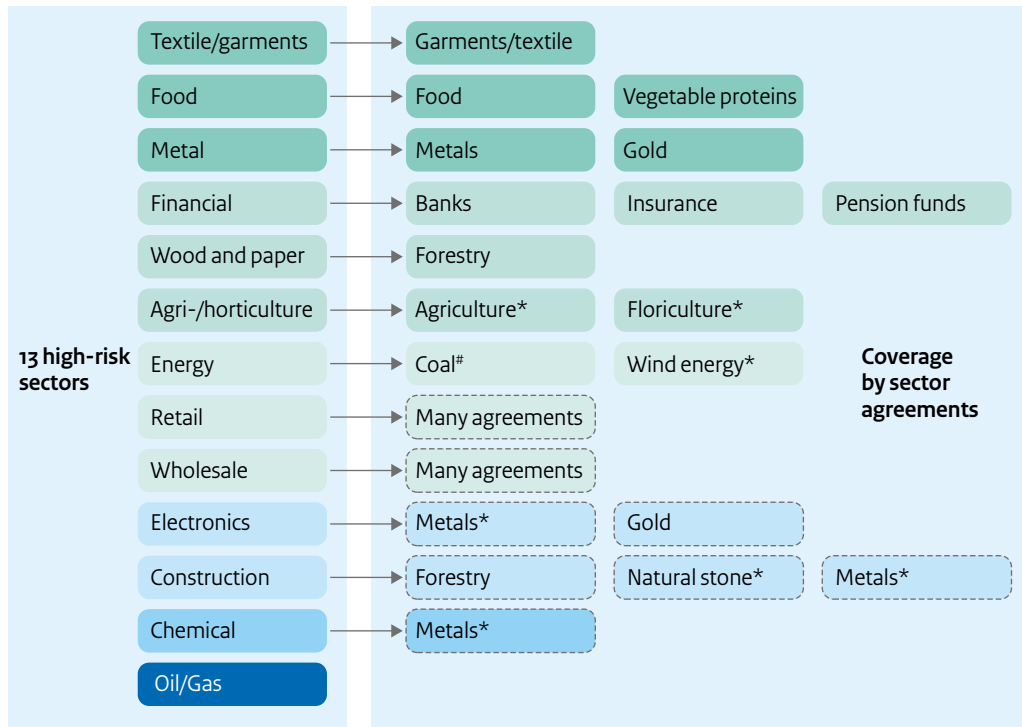 Textile/garments
Garments/textile
Food
Food
Vegetable proteins
Metal
Metals
Gold
Financial
Banks
Insurance
Pension funds
Wood and paper
Forestry
Agri-/horticulture
Agriculture*
Floriculture*
13 high-risk
sectors
Energy
Coal#
Wind energy*
Coverage
by sector
agreements
Retail
Many agreements
Wholesale
Many agreements
Electronics
Metals*
Gold
Construction
Forestry
Natural stone*
Metals*
Chemical
Metals*
Oil/Gas